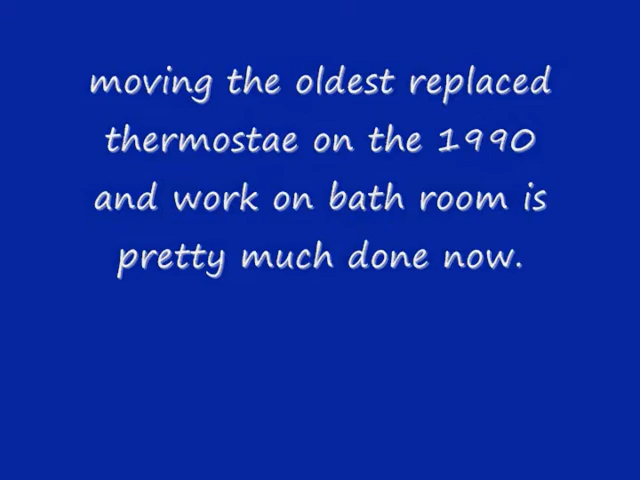 moving the oldest replaced
thermostae on the 1990
and work on bath room is
pretty much done now.